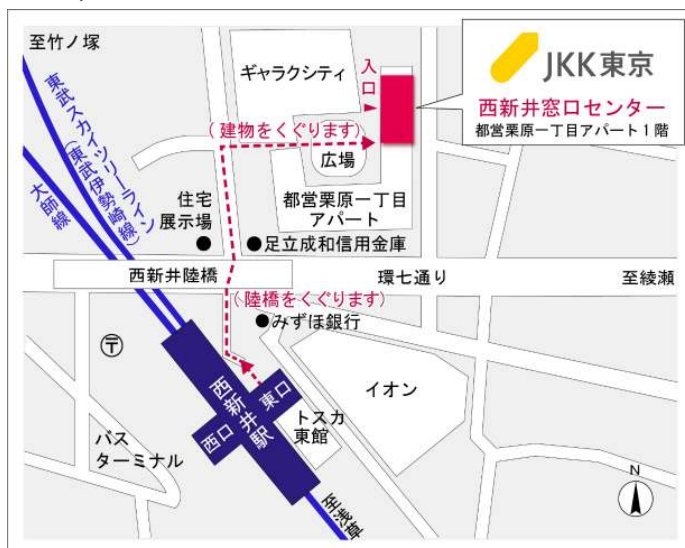 至竹ノ塚
東武スカイツリーライン
(東武伊勢崎線)
大師線
ギャラクシティ
入口
JKK東京
西新井窓口センター
都営栗原一丁目アパート1階
(建物をくぐります)
広場
都営栗原一丁目
アパート
住宅
展示場
足立成和信用金庫
西新井陸橋
環七通り
至綾瀬
(陸橋をくぐります)
みずほ銀行
〒
西新井駅
東口
西口
イオン
トスカ
東館
バス
ターミナル
至浅草
N